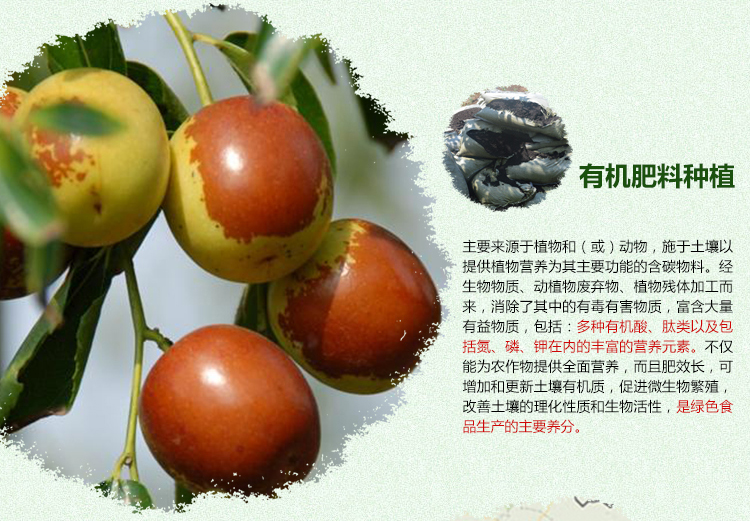 有机肥料种植
主要来源于植物和（或）动物，施于土壤以
提供植物营养为其主要功能的含碳物料。经
生物物质、动植物废弃物、植物残体加工而
来，消除了其中的有毒有害物质，富含大量
有益物质，包括：多种有机酸、肽类以及包
括氮、磷、钾在内的丰富的营养元素。不仅
能为农作物提供全面营养，而且肥效长，可
增加和更新土壤有机质，促进微生物繁殖，
改善土壤的理化性质和生物活性，是绿色食
品生产的主要养分。